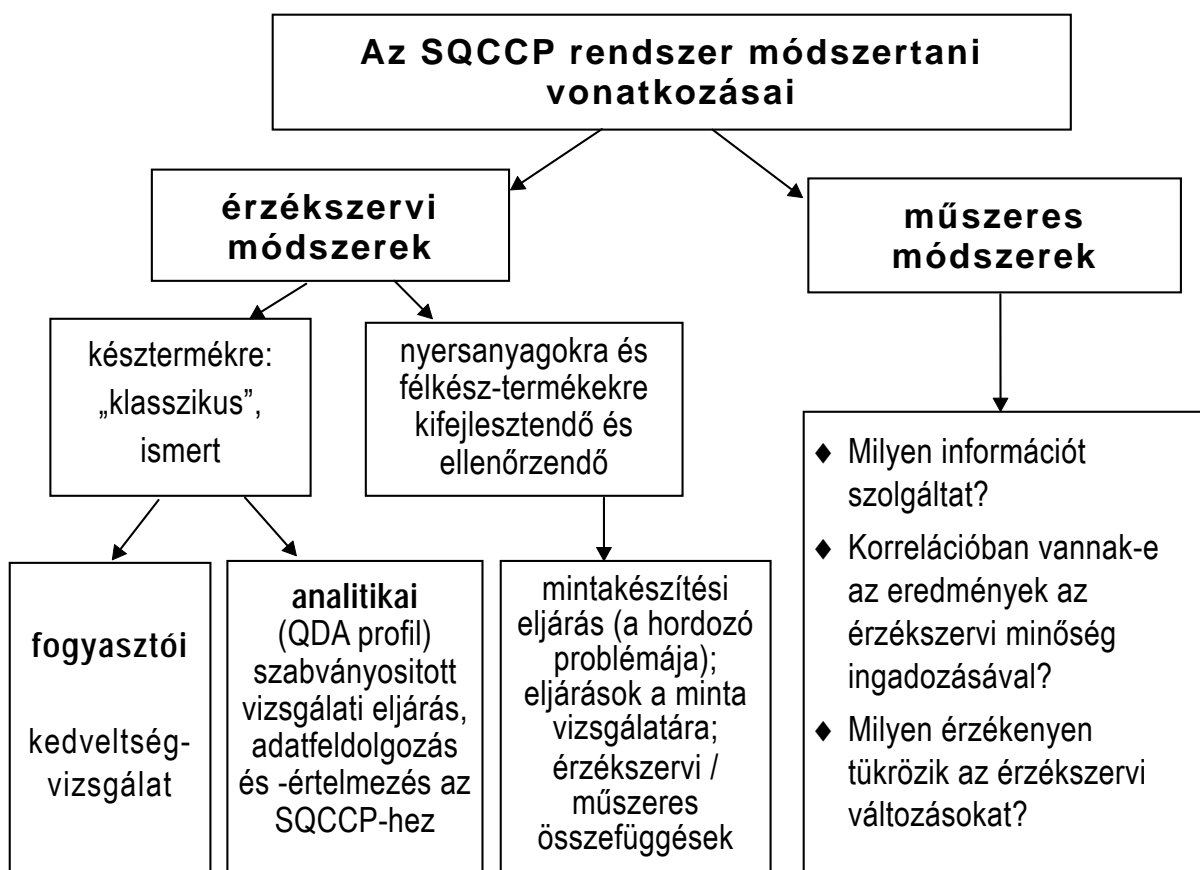 Az SQCCP rendszer módszertani
vonatkozásai
érzékszervi
módszerek
műszeres
módszerek
késztermékre:
„klasszikus”,
ismert
nyersanyagokra és
félkész-termékekre
kifejlesztendő és
ellenőrzendő
fogyasztói
kedveltség-
vizsgálat
analitikai
(QDA profil)
szabványositott
vizsgálati eljárás,
adatfeldolgozás
és -értelmezés az
SQCCP-hez
mintakészítési
eljárás (a hordozó
problémája);
eljárások a minta
vizsgálatára;
érzékszervi /
műszeres
összefüggések
♦ Milyen információt
szolgáltat?
♦ Korrelációban vannak-e
az eredmények az
érzékszervi minőség
ingadozásával?
♦ Milyen érzékenyen
tükrözik az érzékszervi
változásokat?